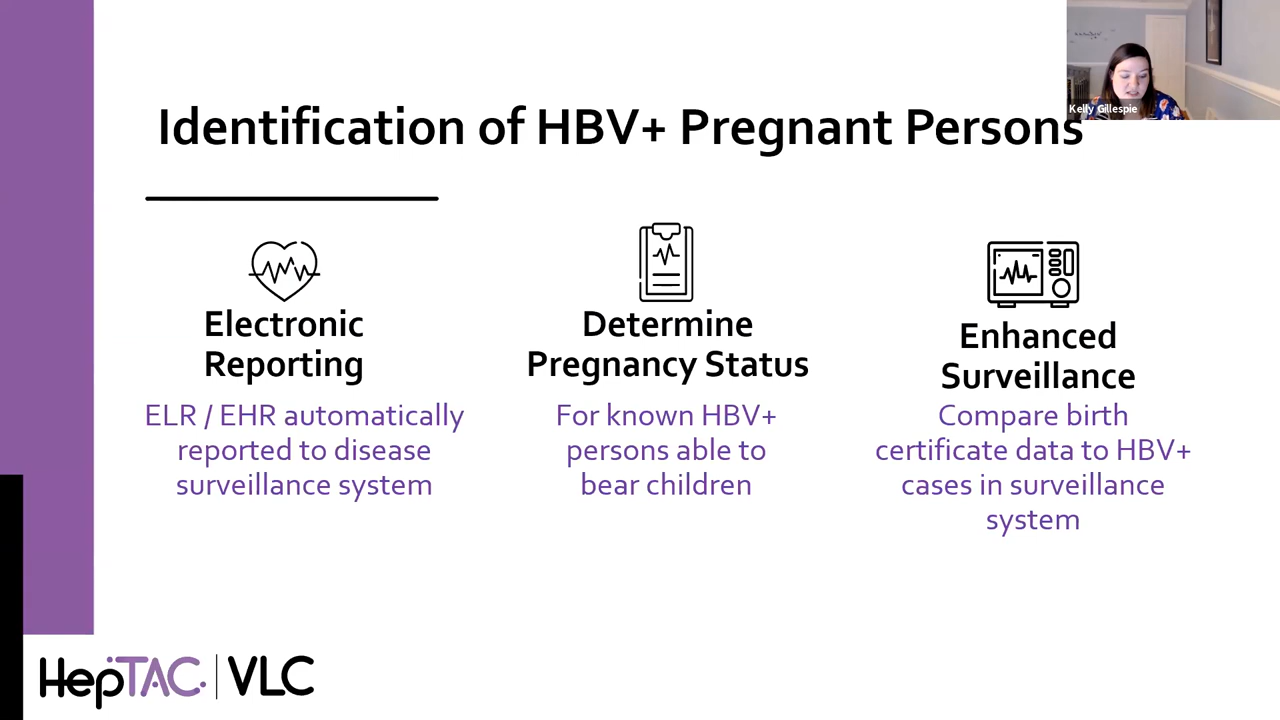 Kelly Gillespie
Identification of HBV+ Pregnant Persons
Electronic
Reporting
ELR / EHR automatically
reported to disease
surveillance system
Determine
Pregnancy Status
For known HBV+
persons able to
bear children
Enhanced
Surveillance
Compare birth
certificate data to HBV+
cases in surveillance
system
HepTAC VLC